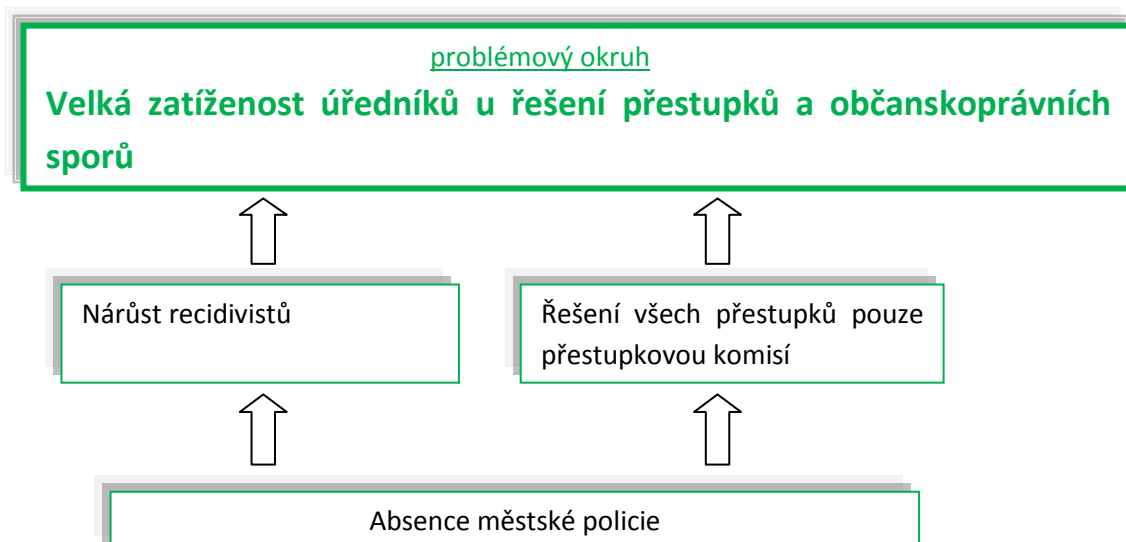 problémový okruh
Velká zatíženost úředníků u řešení přestupků a občanskoprávních
sporů
Nárůst recidivistů
Řešení všech přestupků pouze
přestupkovou komisí
Absence městské policie